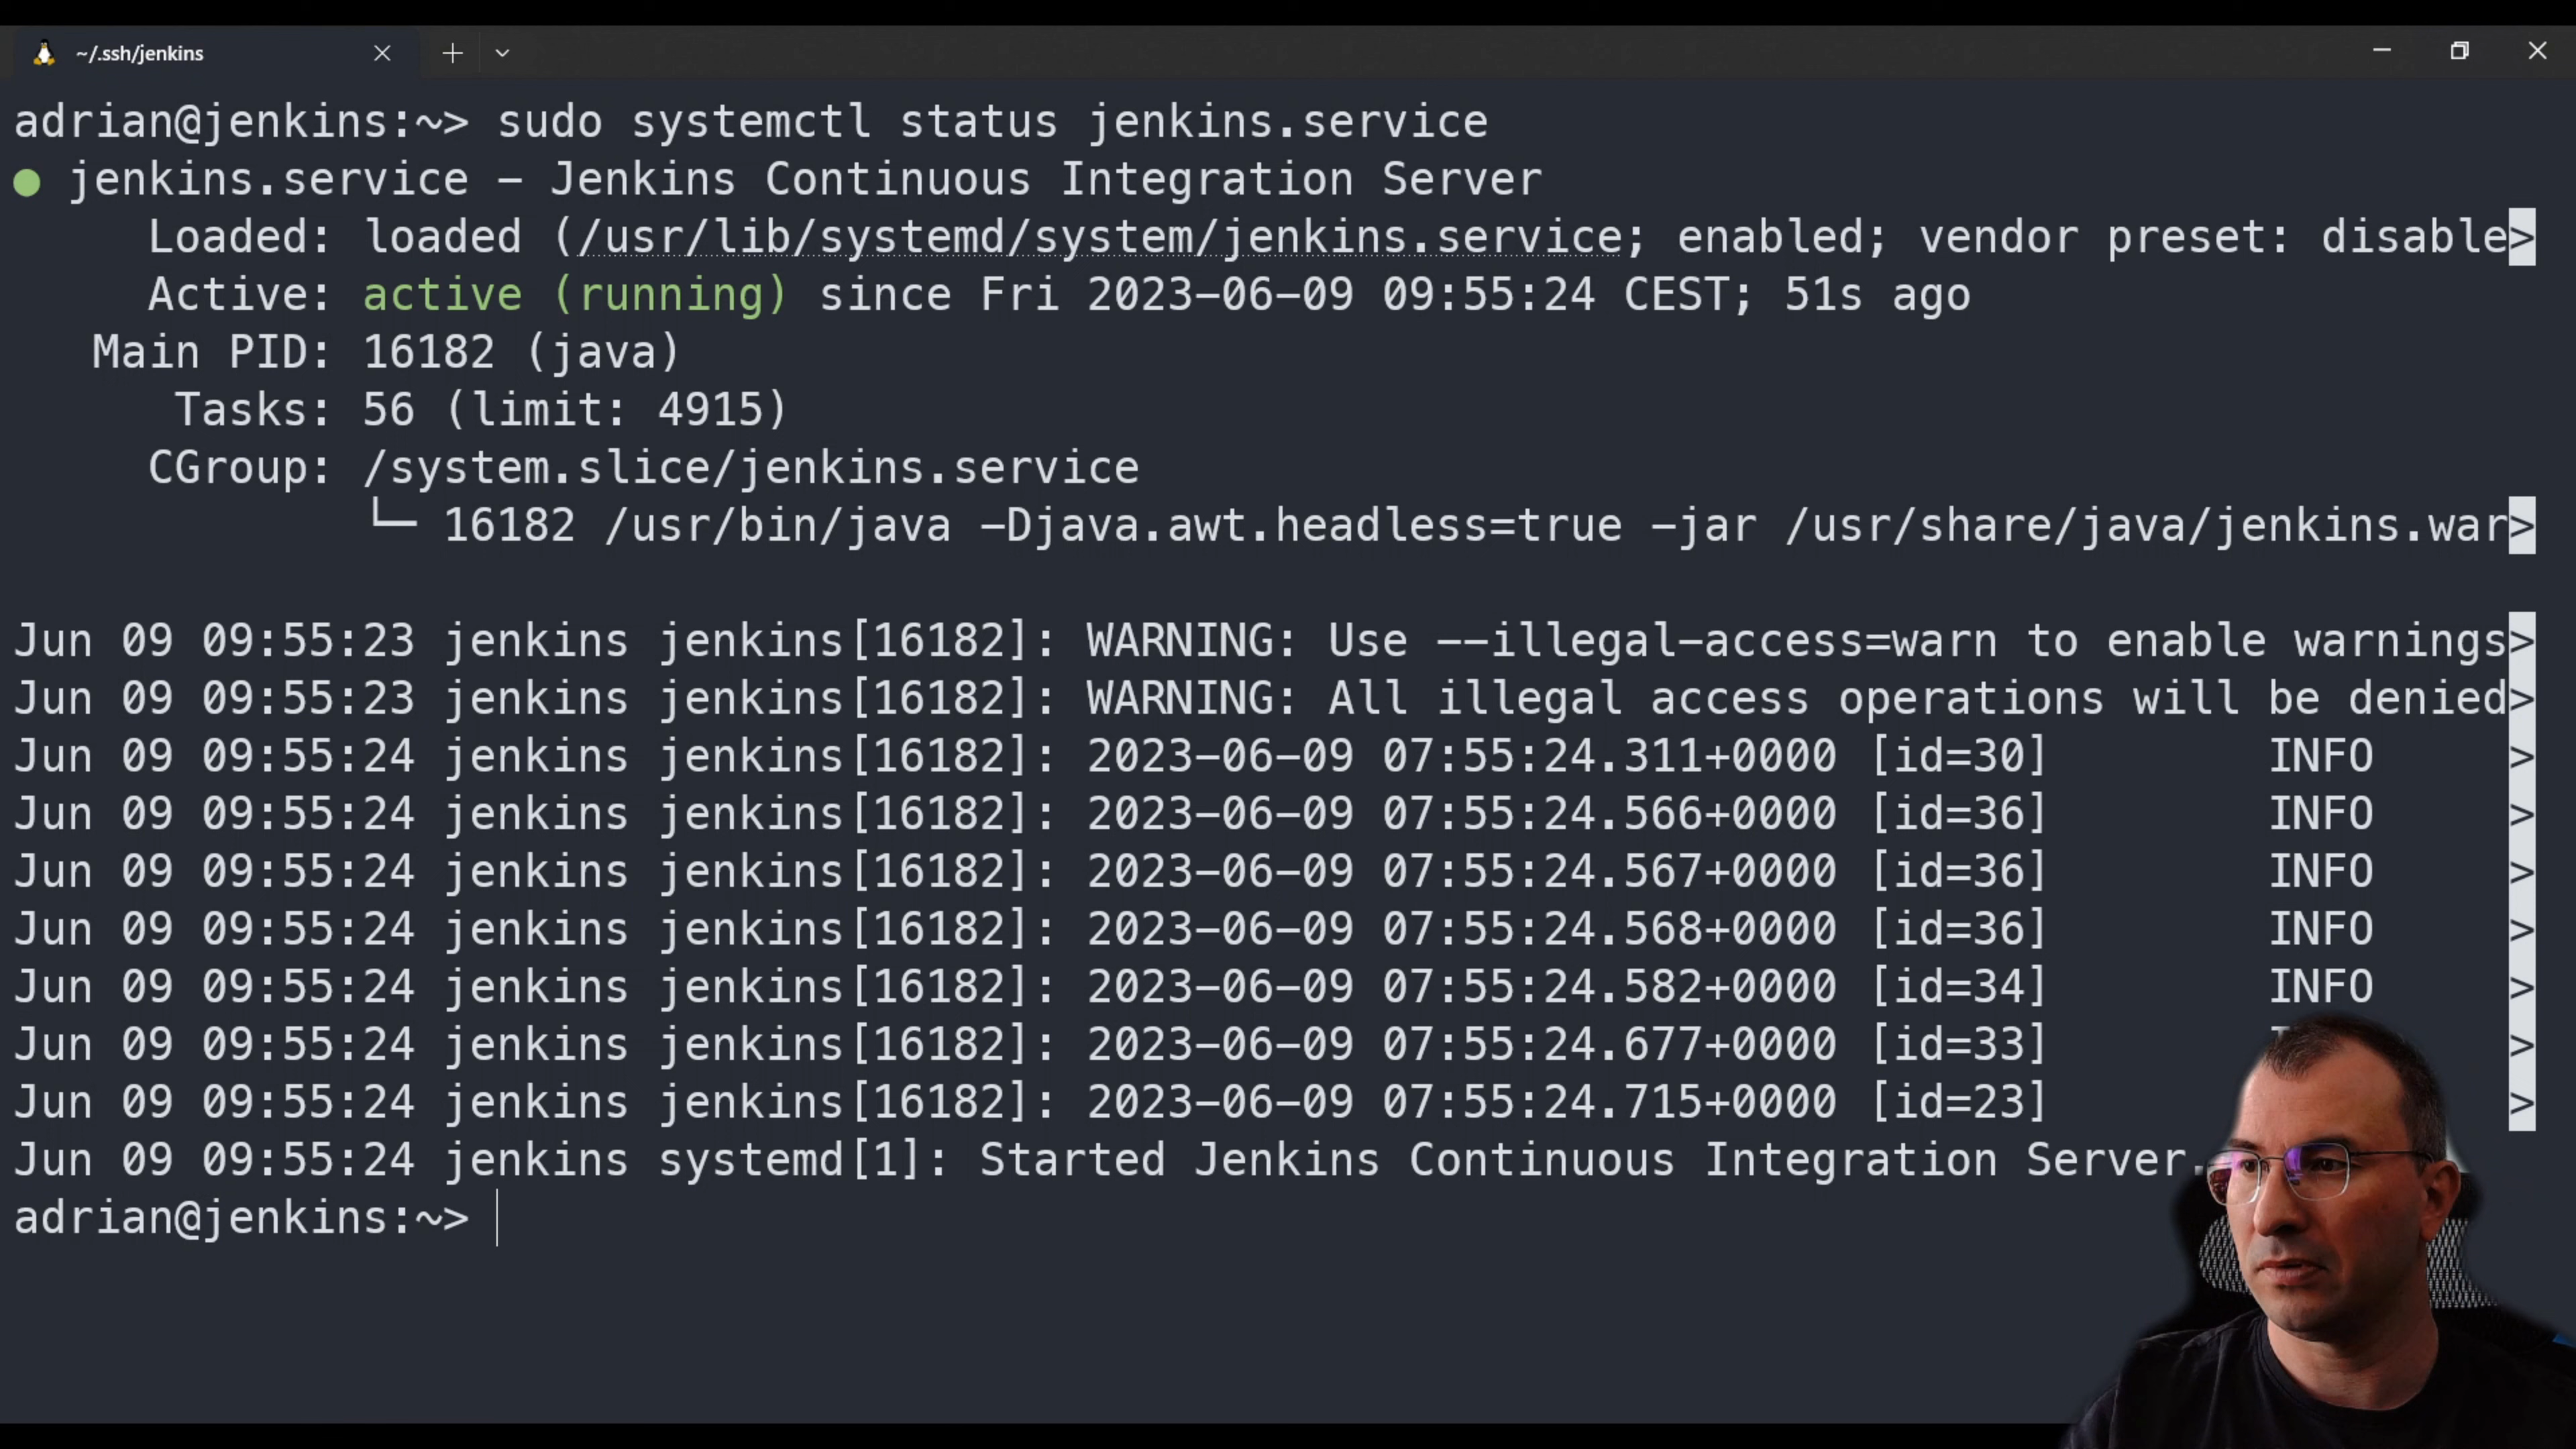 ~/.ssh/jenkins
adrian@jenkins:~> sudo systemctl status jenkins.service
● jenkins.service - Jenkins Continuous Integration Server
Loaded: loaded (/usr/lib/systemd/system/jenkins.service; enabled; vendor preset: disable>
Active: active (running) since Fri 2023-06-09 09:55:24 CEST; 51s ago
Main PID: 16182 (java)
Tasks: 56 (limit: 4915)
CGroup: /system.slice/jenkins.service
└─ 16182 /usr/bin/java -Djava.awt.headless=true -jar /usr/share/java/jenkins.war>
Jun 09 09:55:23 jenkins jenkins[16182]: WARNING: Use --illegal-access=warn to enable warnings>
Jun 09 09:55:23 jenkins jenkins[16182]: WARNING: All illegal access operations will be denied>
Jun 09 09:55:24 jenkins jenkins[16182]: 2023-06-09 07:55:24.311+0000 [id=30] INFO >
Jun 09 09:55:24 jenkins jenkins[16182]: 2023-06-09 07:55:24.566+0000 [id=36] INFO >
Jun 09 09:55:24 jenkins jenkins[16182]: 2023-06-09 07:55:24.567+0000 [id=36] INFO >
Jun 09 09:55:24 jenkins jenkins[16182]: 2023-06-09 07:55:24.568+0000 [id=36] INFO >
Jun 09 09:55:24 jenkins jenkins[16182]: 2023-06-09 07:55:24.582+0000 [id=34] INFO >
Jun 09 09:55:24 jenkins jenkins[16182]: 2023-06-09 07:55:24.677+0000 [id=33] >
Jun 09 09:55:24 jenkins jenkins[16182]: 2023-06-09 07:55:24.715+0000 [id=23] >
Jun 09 09:55:24 jenkins systemd[1]: Started Jenkins Continuous Integration Server.
adrian@jenkins:~>